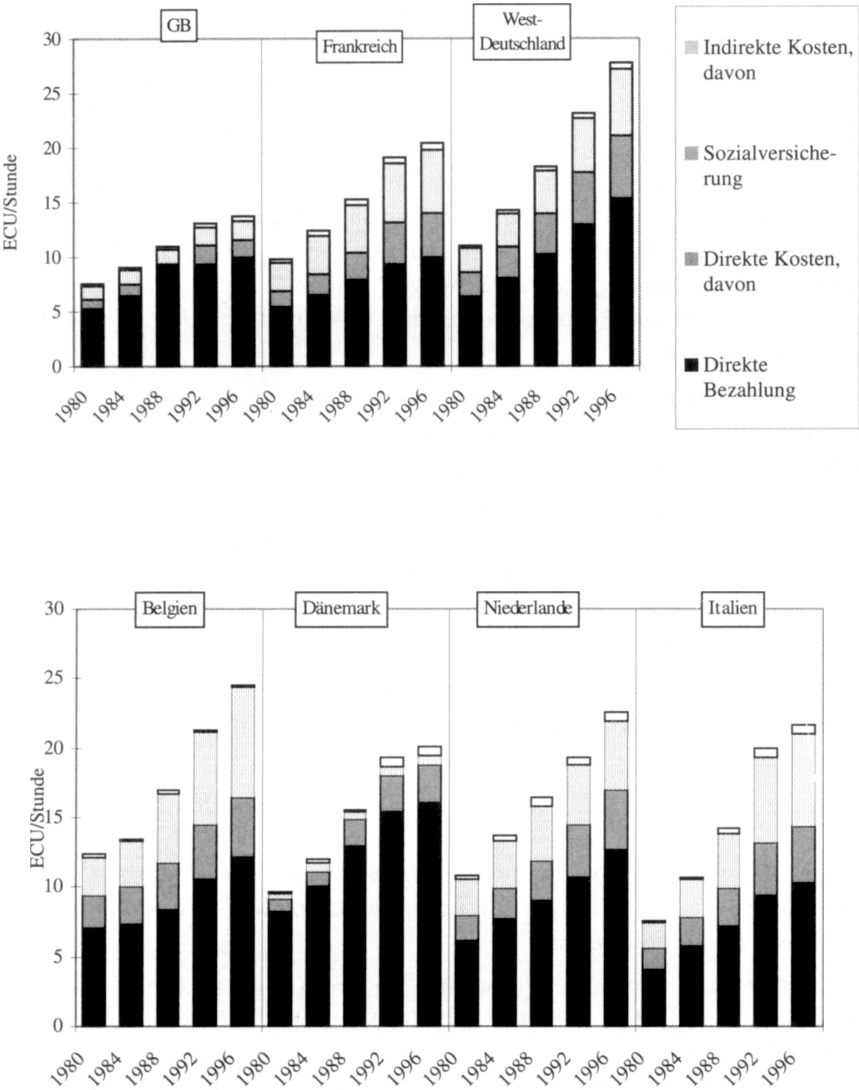 GB
Frankreich
West-
Deutschland
30
25
20
15
10
5
0
ECU/Stunde
1980
1984
1988
1992
1996
1980
1984
1988
1992
1996
1980
1984
1988
1992
1996
Indirekte Kosten,
davon
Sozialversiche-
rung
Direkte Kosten,
davon
Direkte
Bezahlung
Belgien
Dänemark
Niederlande
Italien
30
25
20
15
10
5
0
ECU/Stunde
1980
1984
1988
1992
1996
1980
1984
1988
1992
1996
1980
1984
1988
1992
1996
1980
1984
1988
1992
1996